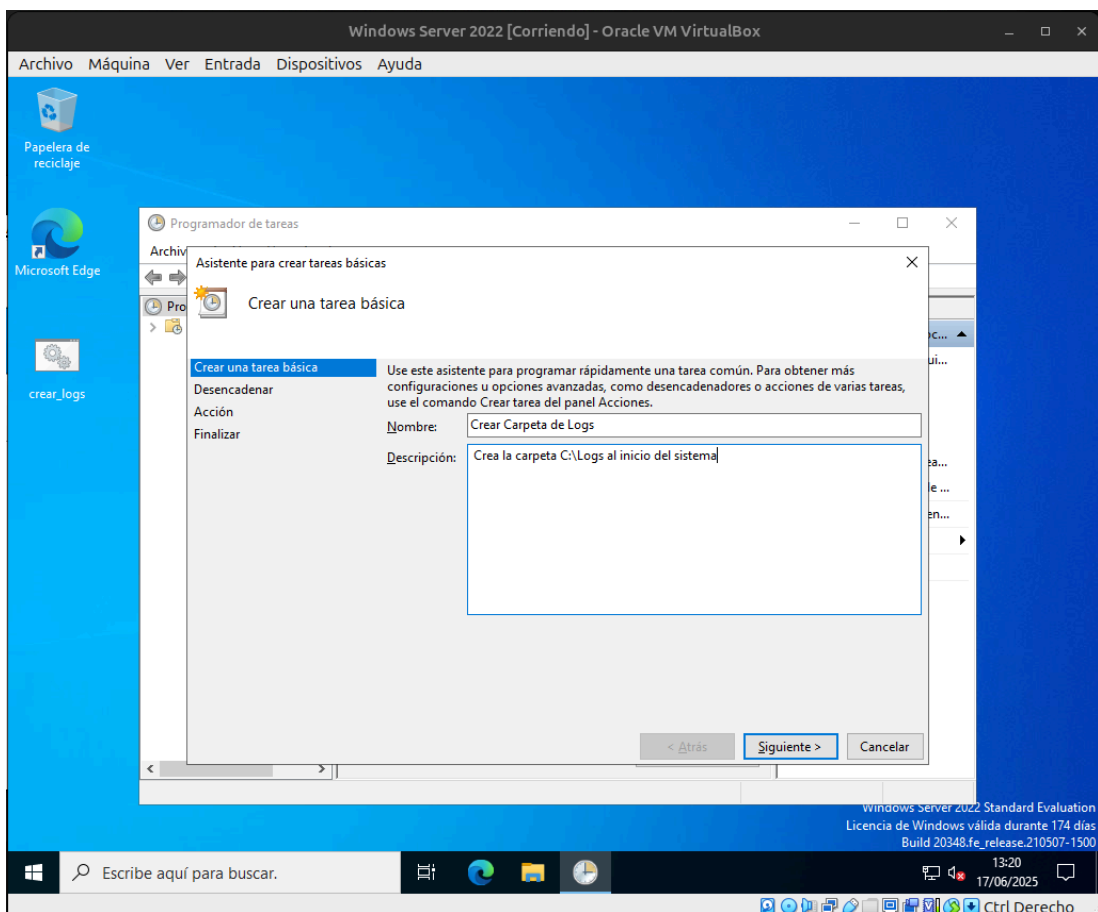 Windows Server 2022 [Corriendo] - Oracle VM VirtualBox
Archivo Máquina Ver Entrada Dispositivos Ayuda
Papelera de
reciclaje
Microsoft Edge
crear_logs
Programador de tareas
Archiv
Asistente para crear tareas básicas
Pro
Crear una tarea básica
Crear una tarea básica
Desencadenar
Acción
Finalizar
Use este asistente para programar rápidamente una tarea común. Para obtener más
configuraciones u opciones avanzadas, como desencadenadores o acciones de varias tareas,
use el comando Crear tarea del panel Acciones.
Nombre: Crear Carpeta de Logs
Descripción: Crea la carpeta C:\Logs al inicio del sistema
ui...
le ...
en...
< Atrás
Siguiente >
Cancelar
Windows Server 2022 Standard Evaluation
Licencia de Windows válida durante 174 días
Build 20348.fe_release.210507-1500
Escribe aquí para buscar.
13:20
17/06/2025
Ctrl Derecho